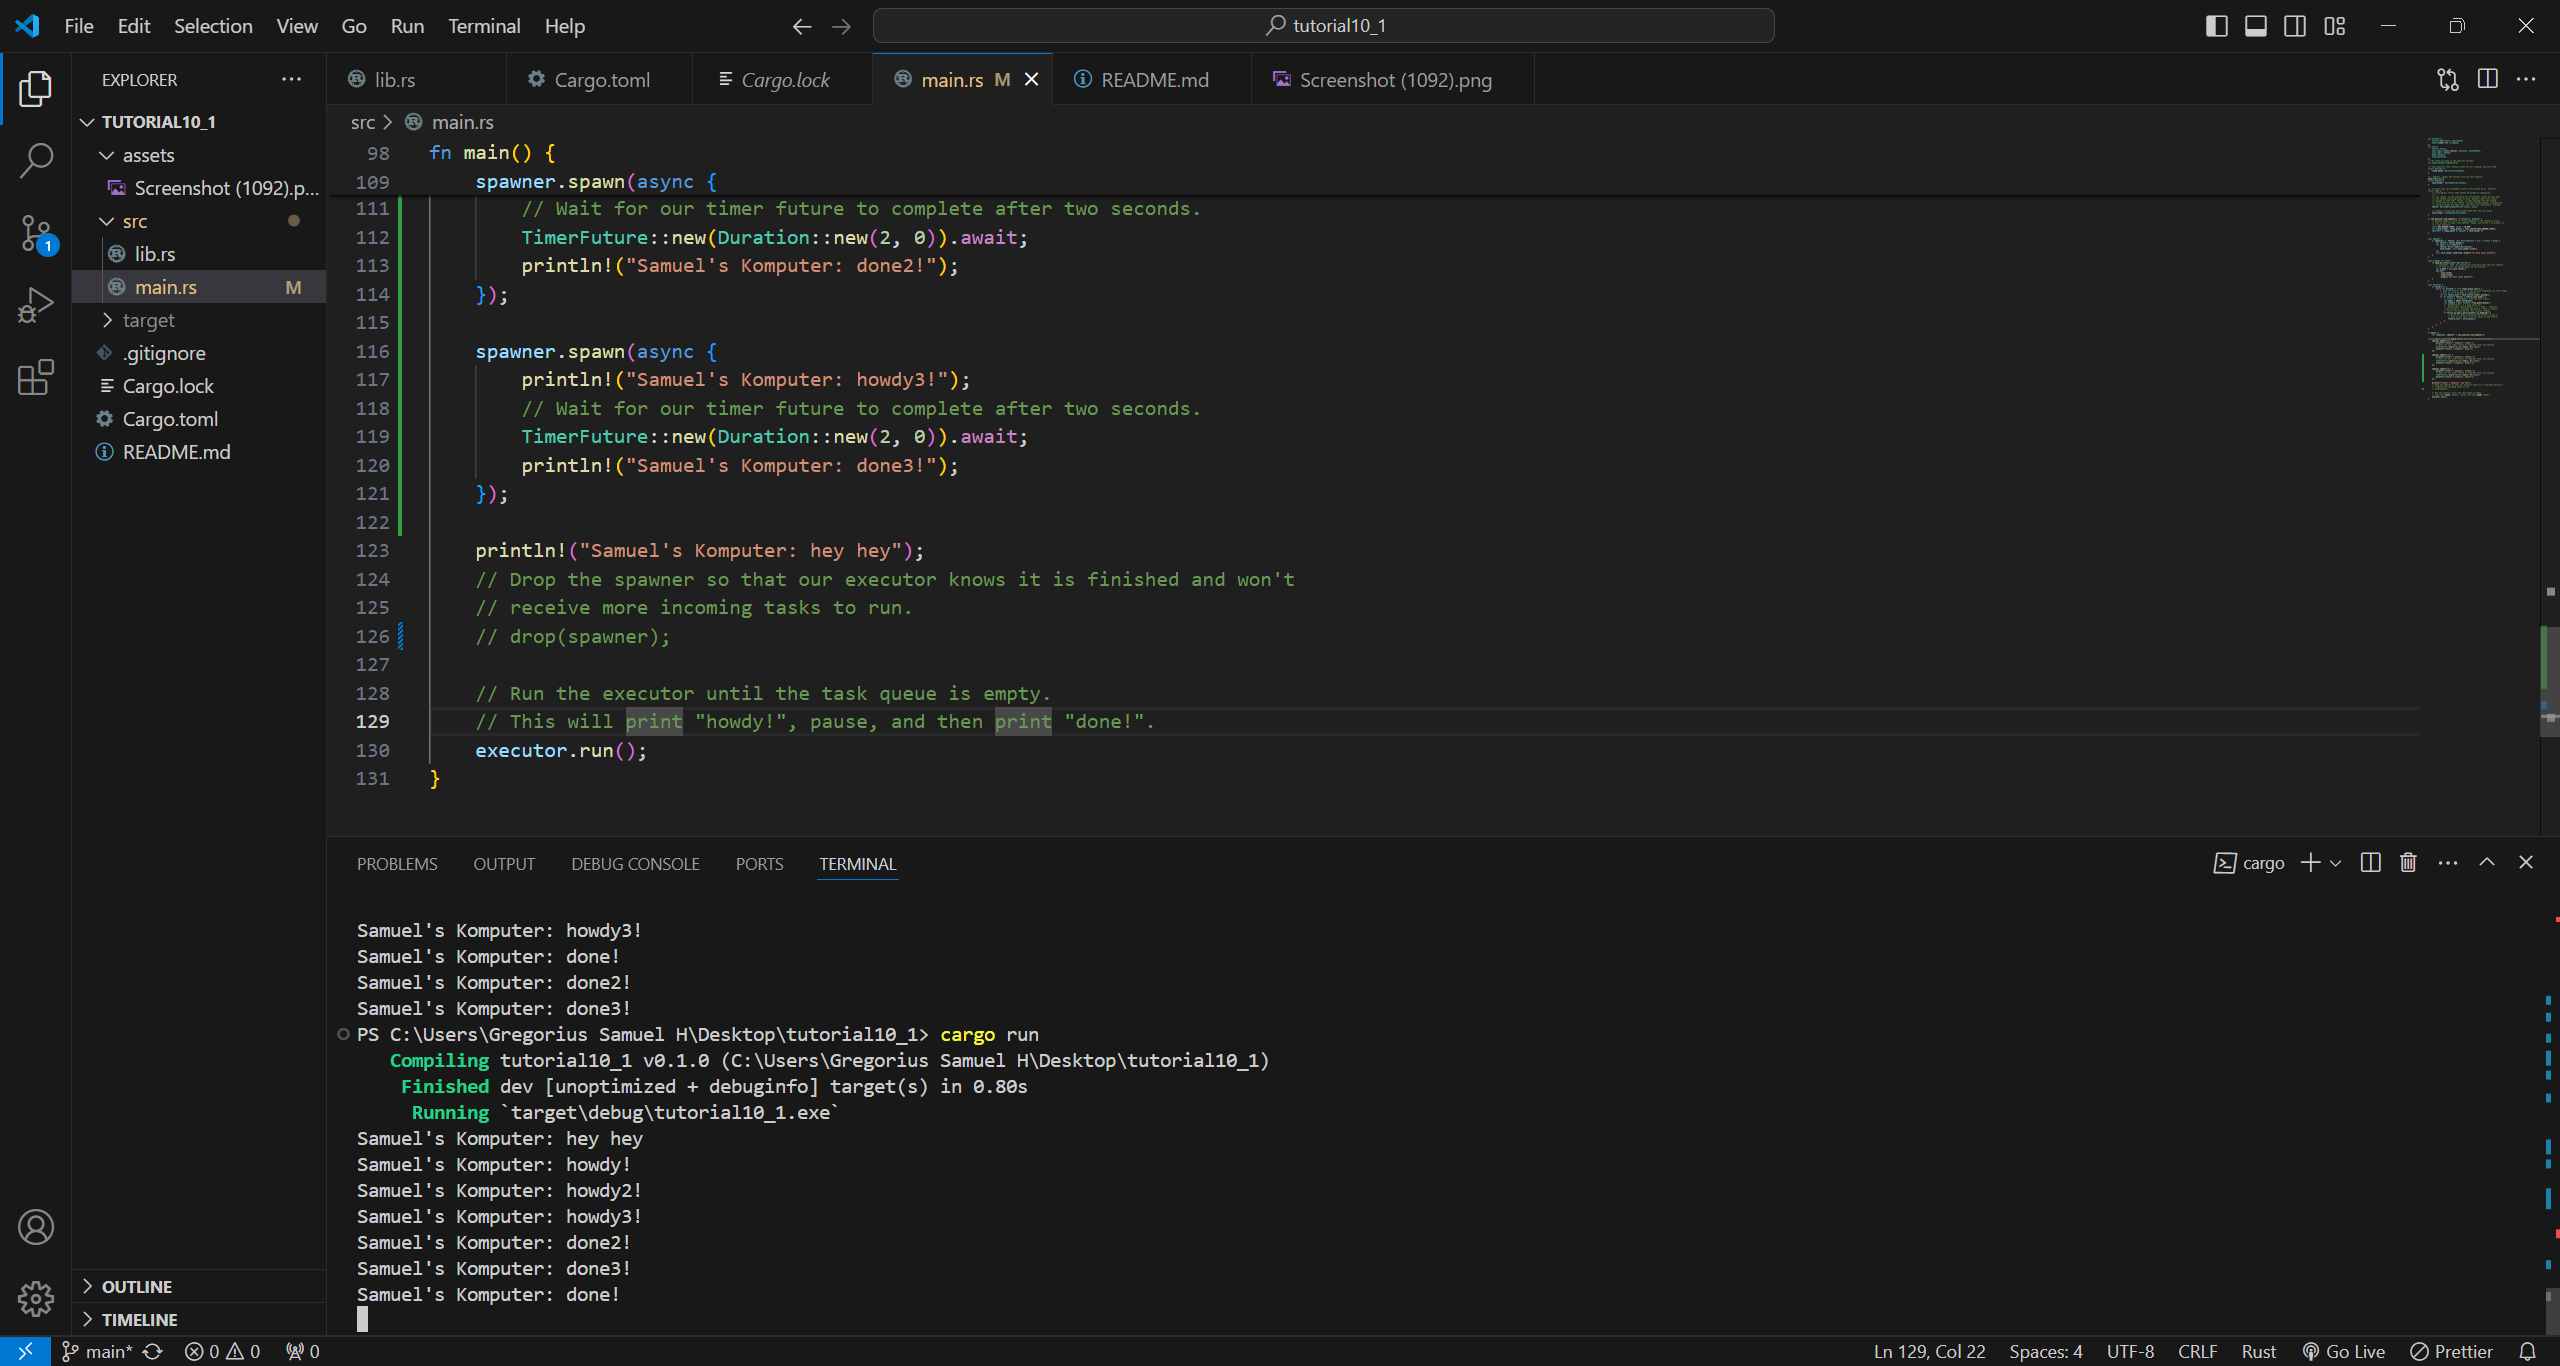 File Edit Selection View Go Run Terminal Help
tutorial10_1
EXPLORER
TUTORIAL10_1
assets
Screenshot (1092).p...
src
lib.rs
main.rs M
target
.gitignore
Cargo.lock
Cargo.toml
README.md
OUTLINE
TIMELINE
1
lib.rs Cargo.toml Cargo.lock main.rs M README.md Screenshot (1092).png
src > main.rs
98 fn main() {
109 spawner.spawn(async {
111 // Wait for our timer future to complete after two seconds.
112 TimerFuture::new(Duration::new(2, 0)).await;
113 println!("Samuel's Komputer: done2!");
114 });
115
116 spawner.spawn(async {
117 println!("Samuel's Komputer: howdy3!");
118 // Wait for our timer future to complete after two seconds.
119 TimerFuture::new(Duration::new(2, 0)).await;
120 println!("Samuel's Komputer: done3!");
121 });
122
123 println!("Samuel's Komputer: hey hey");
124 // Drop the spawner so that our executor knows it is finished and won't
125 // receive more incoming tasks to run.
126 // drop(spawner);
127
128 // Run the executor until the task queue is empty.
129 // This will print "howdy!", pause, and then print "done!".
130 executor.run();
131 }
PROBLEMS OUTPUT DEBUG CONSOLE PORTS TERMINAL
cargo
Samuel's Komputer: howdy3!
Samuel's Komputer: done!
Samuel's Komputer: done2!
Samuel's Komputer: done3!
PS C:\Users\Gregorius Samuel H\Desktop\tutorial10_1> cargo run
Compiling tutorial10_1 v0.1.0 (C:\Users\Gregorius Samuel H\Desktop\tutorial10_1)
Finished dev [unoptimized + debuginfo] target(s) in 0.80s
Running `target\debug\tutorial10_1.exe`
Samuel's Komputer: hey hey
Samuel's Komputer: howdy!
Samuel's Komputer: howdy2!
Samuel's Komputer: howdy3!
Samuel's Komputer: done2!
Samuel's Komputer: done3!
Samuel's Komputer: done!
main* 0 0 0
Ln 129, Col 22 Spaces: 4 UTF-8 CRLF Rust Go Live Prettier